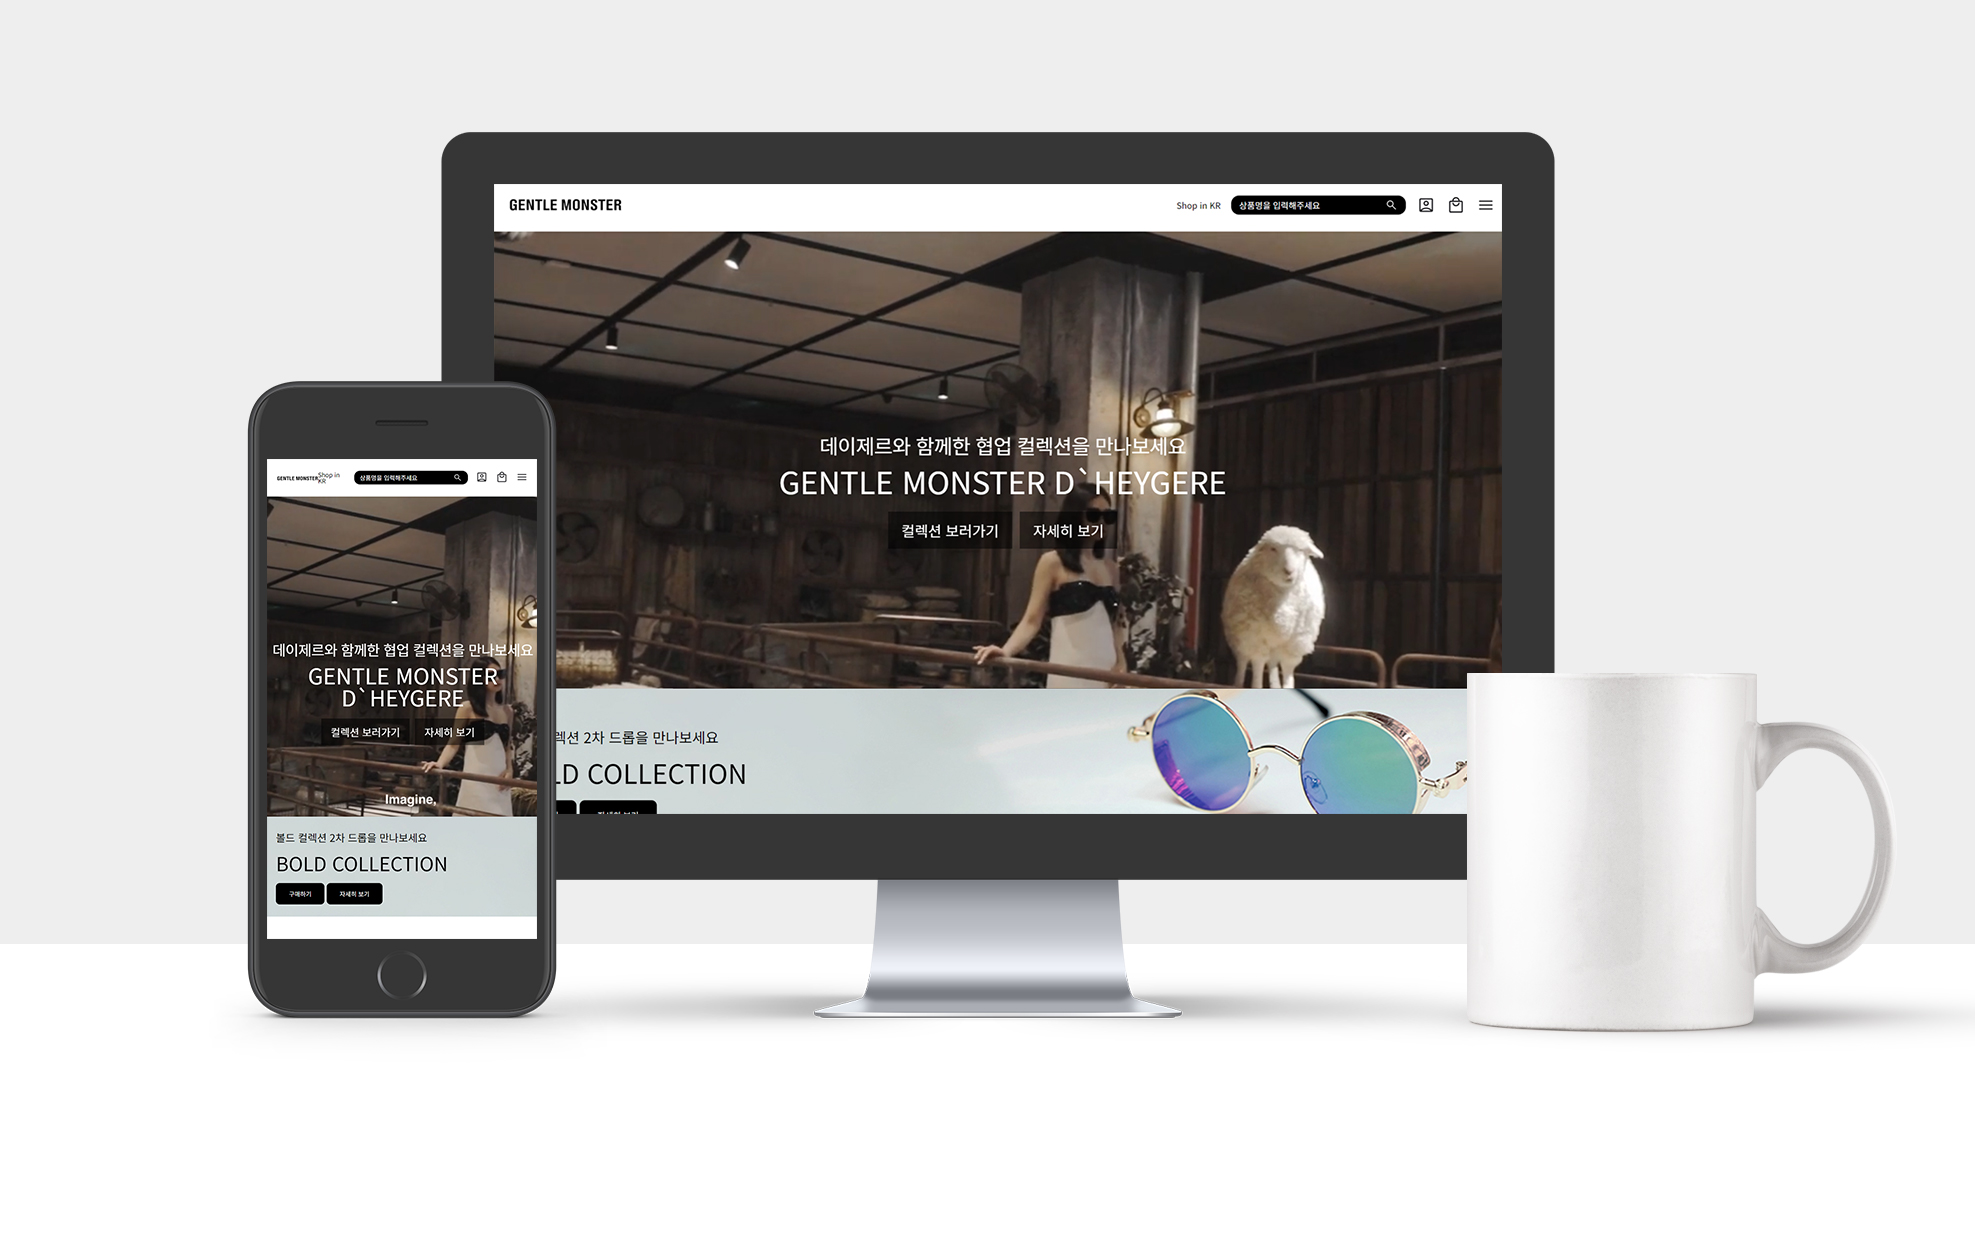 GENTLE MONSTER
Shop in KR
상품명을 입력해주세요
데이제르와 함께한 협업 컬렉션을 만나보세요
GENTLE MONSTER D`HEYGERE
컬렉션 보러가기
자세히 보기
렉션 2차 드롭을 만나보세요
LD COLLECTION
GENTLE MONSTER
Shop in
KR
상품명을 입력해주세요
데이제르와 함께한 협업 컬렉션을 만나보세요
GENTLE MONSTER
D`HEYGERE
컬렉션 보러가기
자세히 보기
Imagine,
볼드 컬렉션 2차 드롭을 만나보세요
BOLD COLLECTION
구매하기
자세히 보기